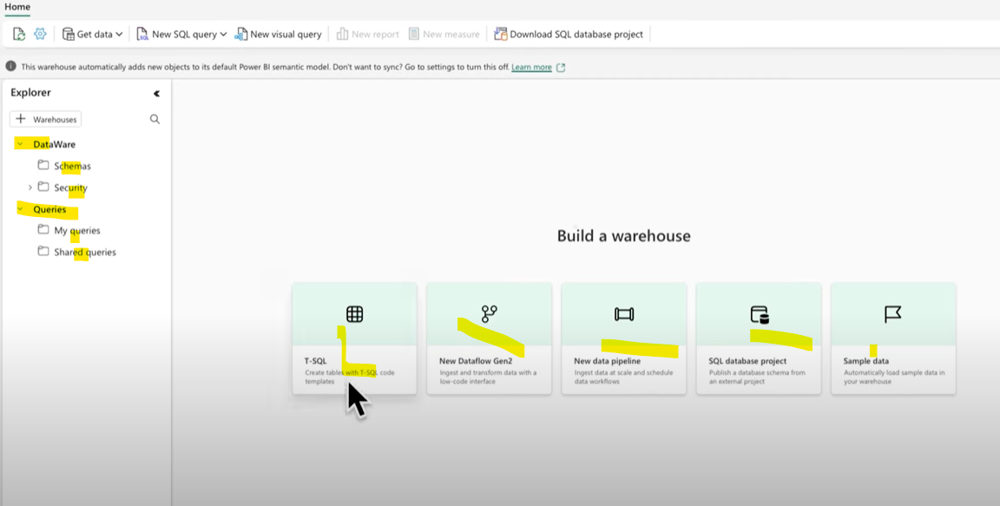 Home
Get data
New SQL query
New visual query
New report
New measure
Download SQL database project
This warehouse automatically adds new objects to its default Power BI semantic model. Don't want to sync? Go to settings to turn this off. Learn more
Explorer
Warehouses
DataWare
Schemas
Security
Queries
My queries
Shared queries
Build a warehouse
T-SQL
Create tables with T-SQL code
templates
New Dataflow Gen2
Ingest and transform data with a
low-code interface
New data pipeline
Ingest data at scale and schedule
data workflows
SQL database project
Publish a database schema from
an external project
Sample data
Automatically load sample data in
your warehouse